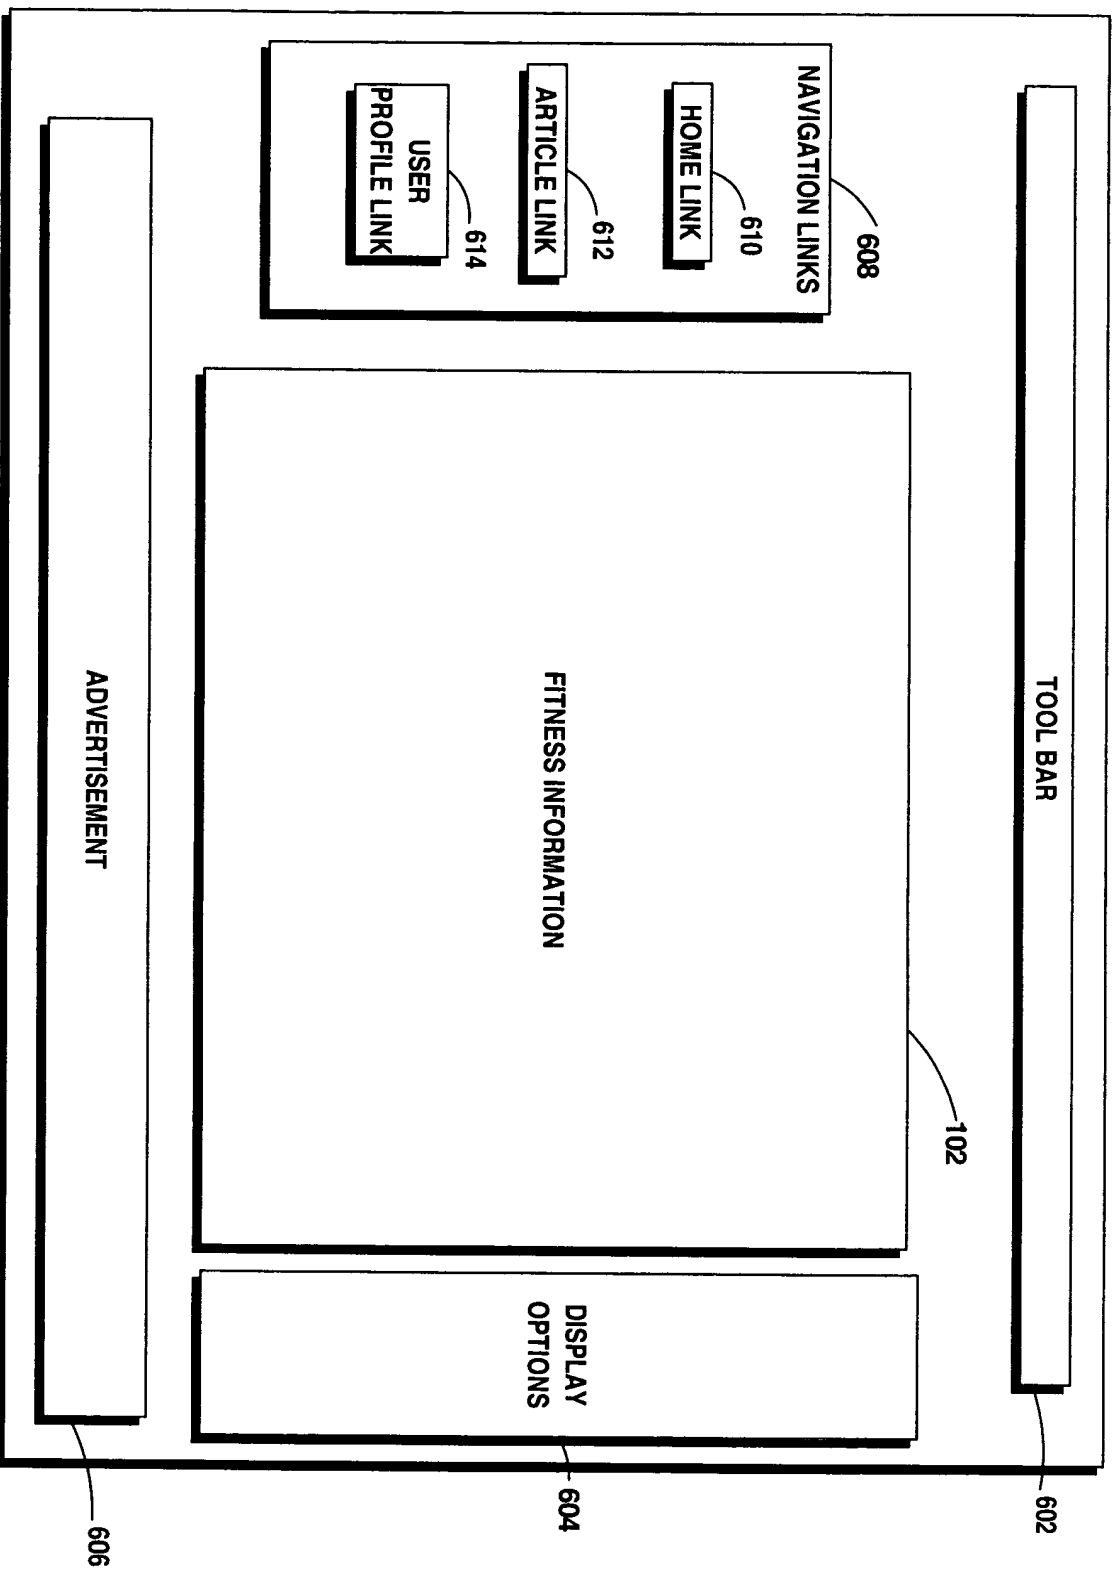 TOOL BAR
602
NAVIGATION LINKS
608
HOME LINK
610
ARTICLE LINK
612
USER
PROFILE LINK
614
102
FITNESS INFORMATION
DISPLAY
OPTIONS
604
ADVERTISEMENT
606